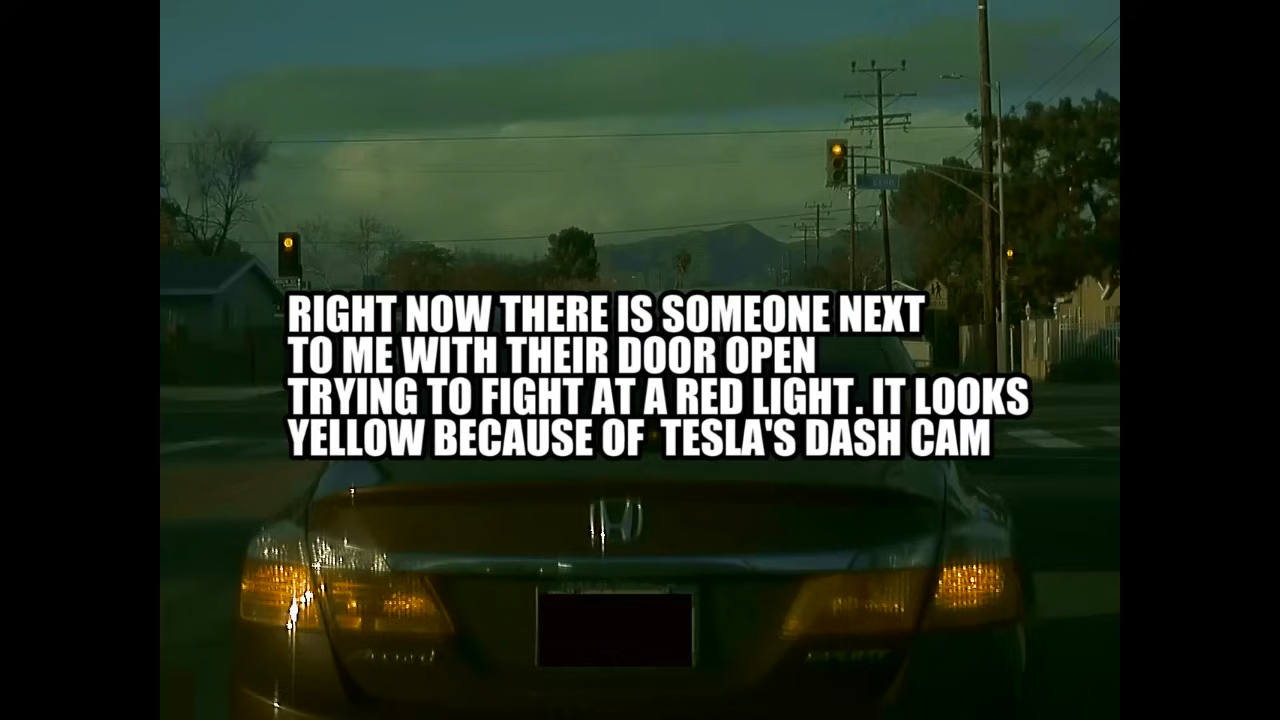 RIGHT NOW THERE IS SOMEONE NEXT
TO ME WITH THEIR DOOR OPEN
TRYING TO FIGHT AT A RED LIGHT. IT LOOKS
YELLOW BECAUSE OF TESLA'S DASH CAM
SPORT